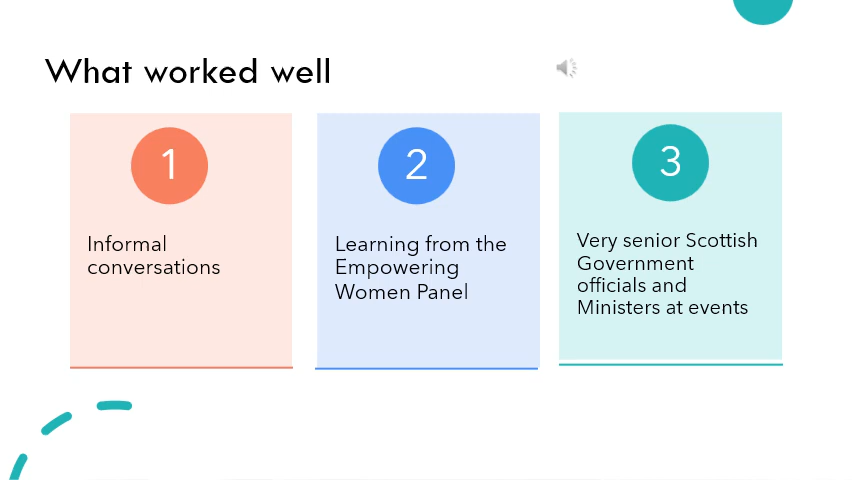 What worked well
1
Informal
conversations
2
Learning from the
Empowering
Women Panel
3
Very senior Scottish
Government
officials and
Ministers at events